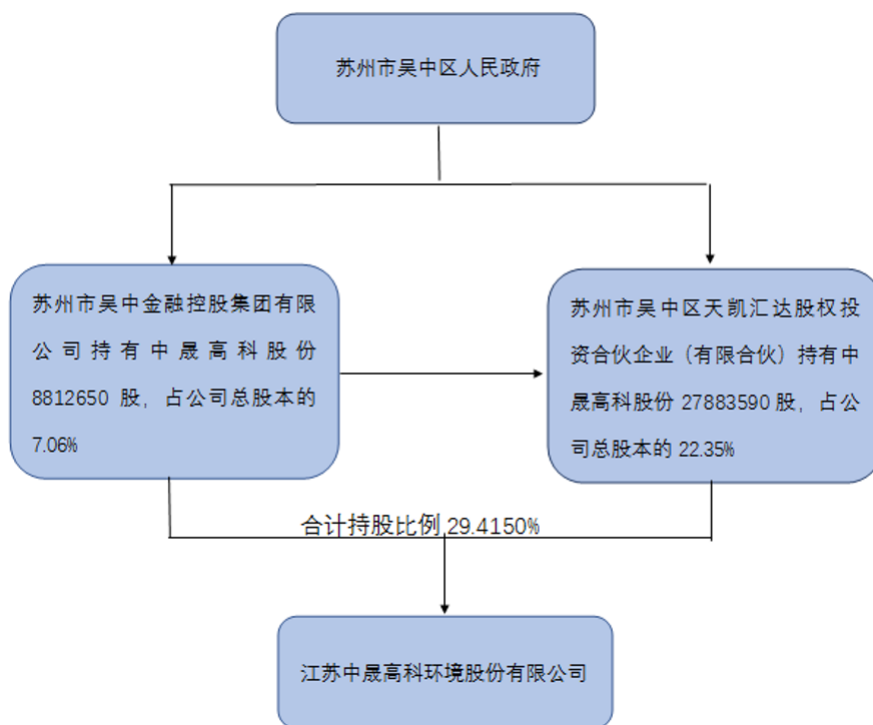 苏州市吴中区人民政府
苏州市吴中金融控股集团有限
公司持有中晟高科股份
8812650 股，占公司总股本的
7.06%
苏州市吴中区天凯汇达股权投
资合伙企业（有限合伙）持有中
晟高科股份 27883590 股，占公
司总股本的 22.35%
合计持股比例 29.4150%
江苏中晟高科环境股份有限公司